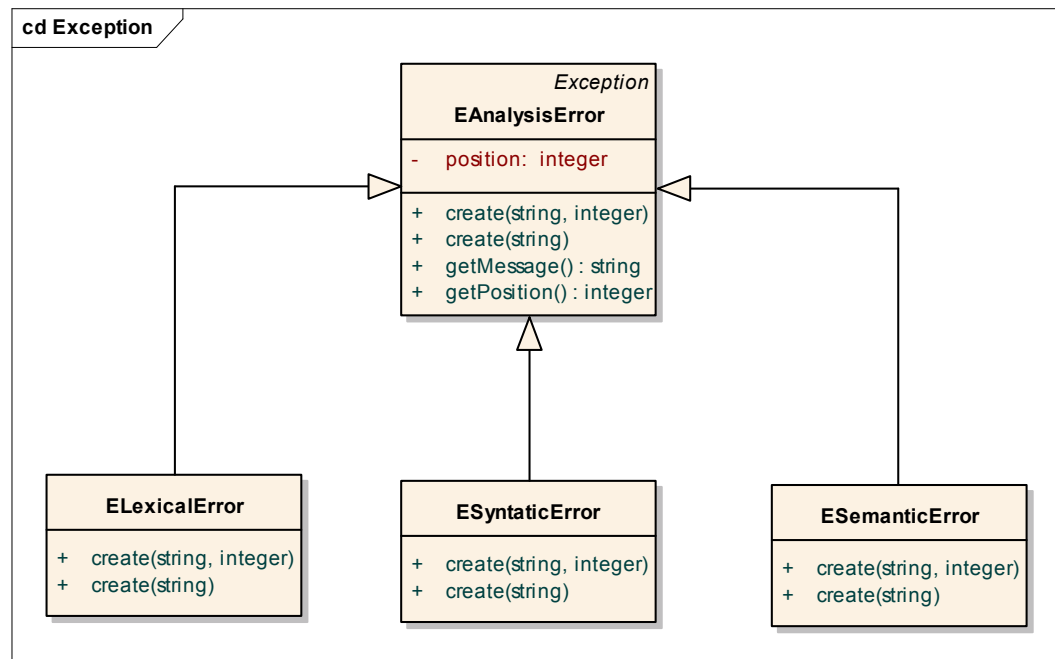 cd Exception
Exception
EAnalysisError
- position: integer
+ create(string, integer)
+ create(string)
+ getMessage() : string
+ getPosition() : integer
ELexicalError
+ create(string, integer)
+ create(string)
ESyntaticError
+ create(string, integer)
+ create(string)
ESemanticError
+ create(string, integer)
+ create(string)